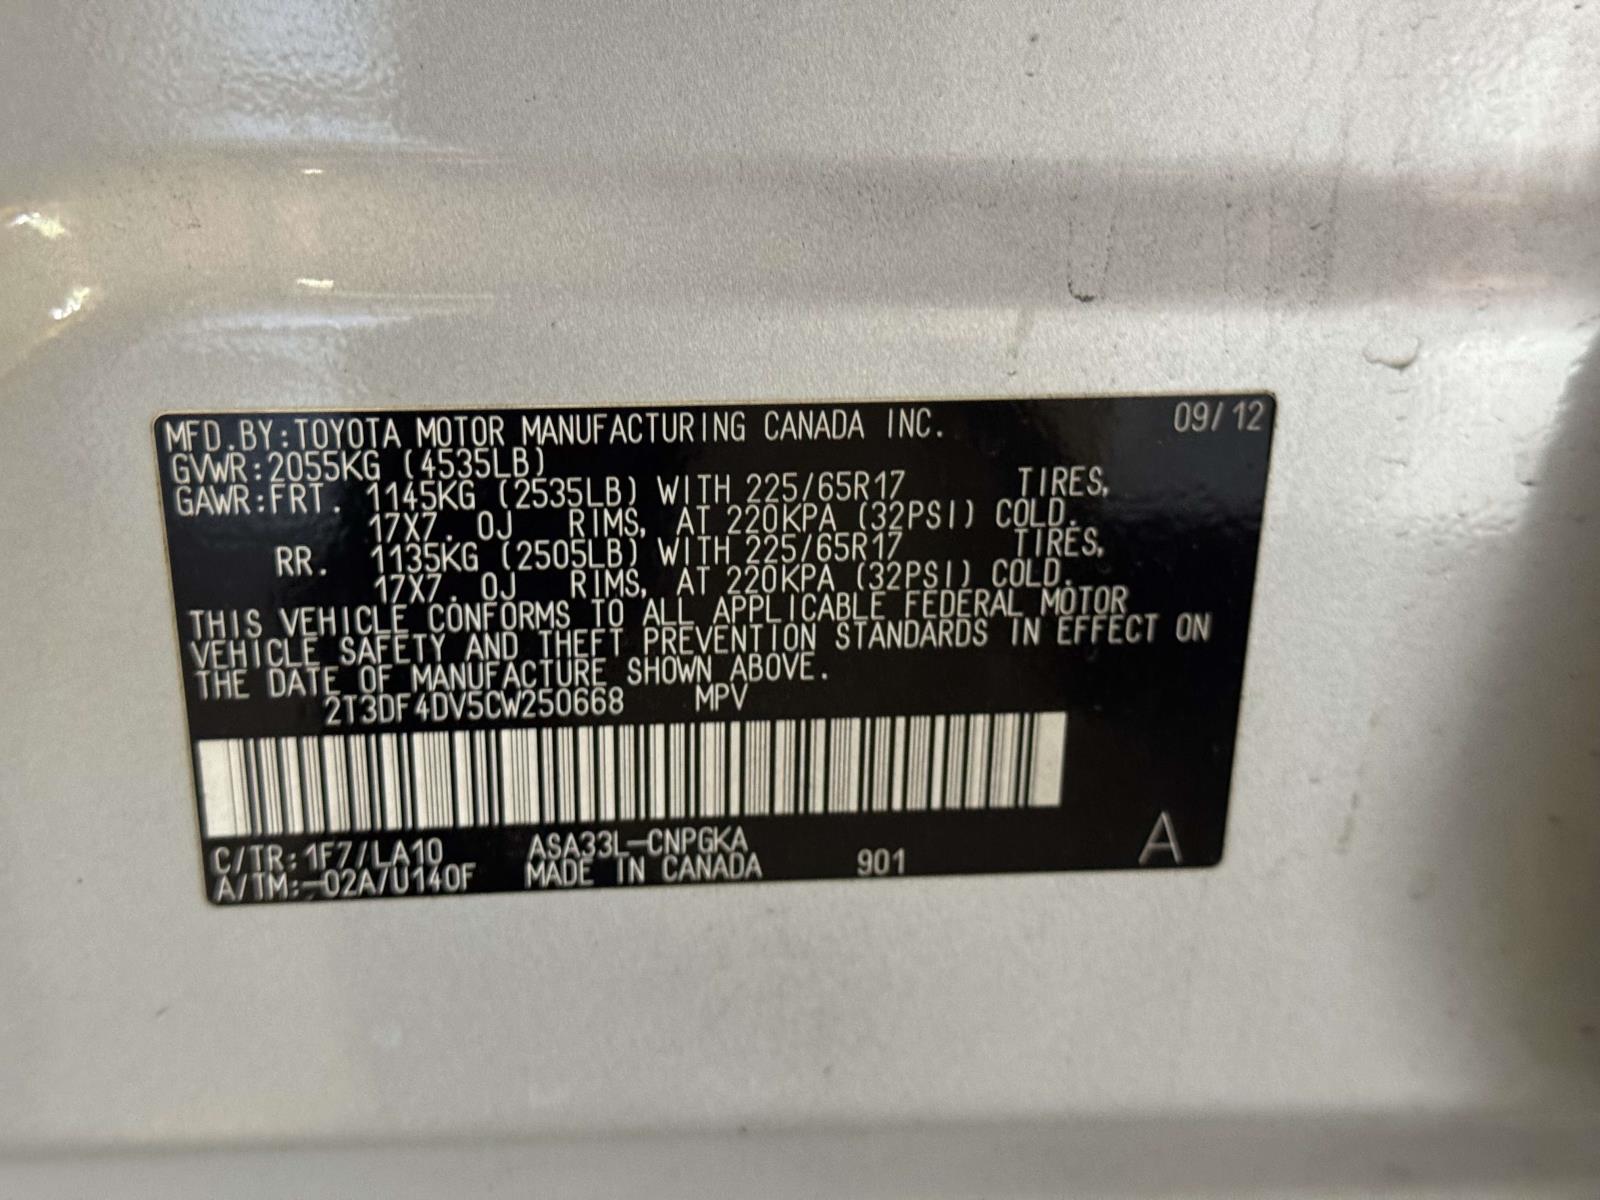 MFD.BY:TOYOTA MOTOR MANUFACTURING CANADA INC. 09/12
GVWR:2055KG (4535LB)
GAWR:FRT. 1145KG (2535LB) WITH 225/65R17 TIRES,
17X7.0J RIMS, AT 220KPA (32PSI) COLD.
RR. 1135KG (2505LB) WITH 225/65R17 TIRES,
17X7.0J RIMS, AT 220KPA (32PSI) COLD.
THIS VEHICLE CONFORMS TO ALL APPLICABLE FEDERAL MOTOR
VEHICLE SAFETY AND THEFT PREVENTION STANDARDS IN EFFECT ON
THE DATE OF MANUFACTURE SHOWN ABOVE.
2T3DF4DV5CW250668 MPV
C/TR:1F7/LA10 ASA33L-CNPGKA
A/TM:-02A/U140F MADE IN CANADA 901 A